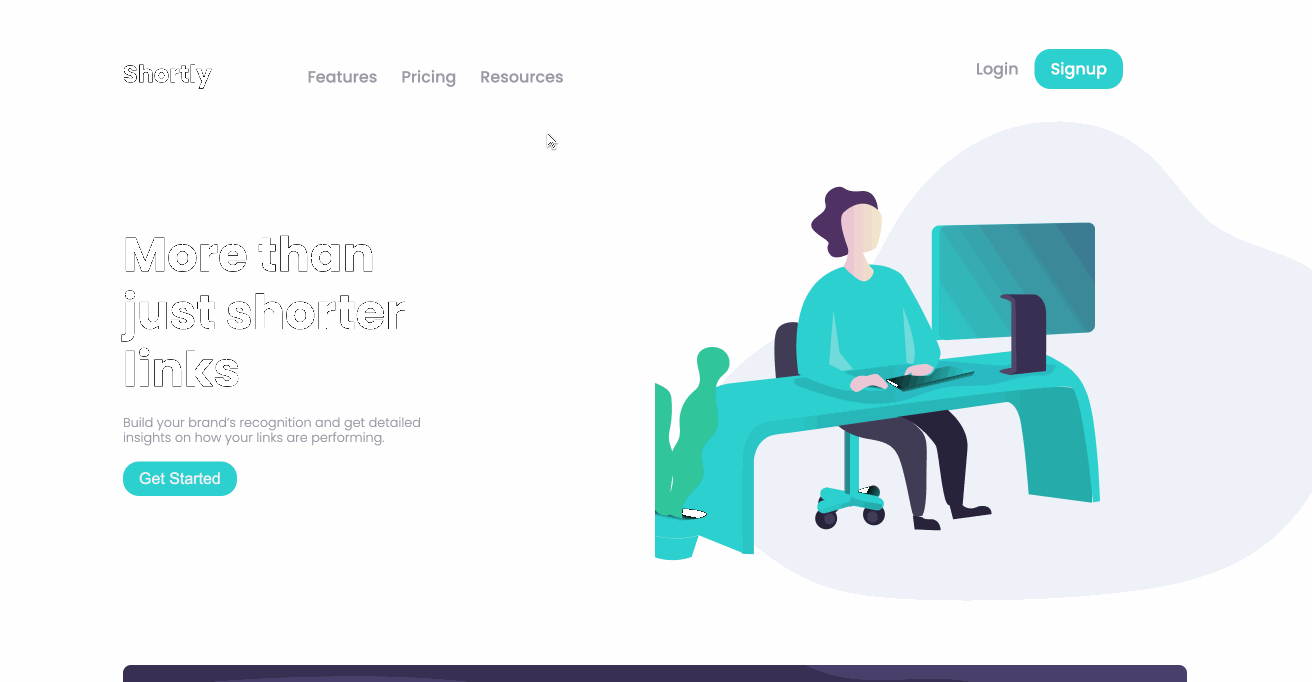 Shortly
Features Pricing Resources
Login Signup
More than
just shorter
links
Build your brand’s recognition and get detailed
insights on how your links are performing.
Get Started